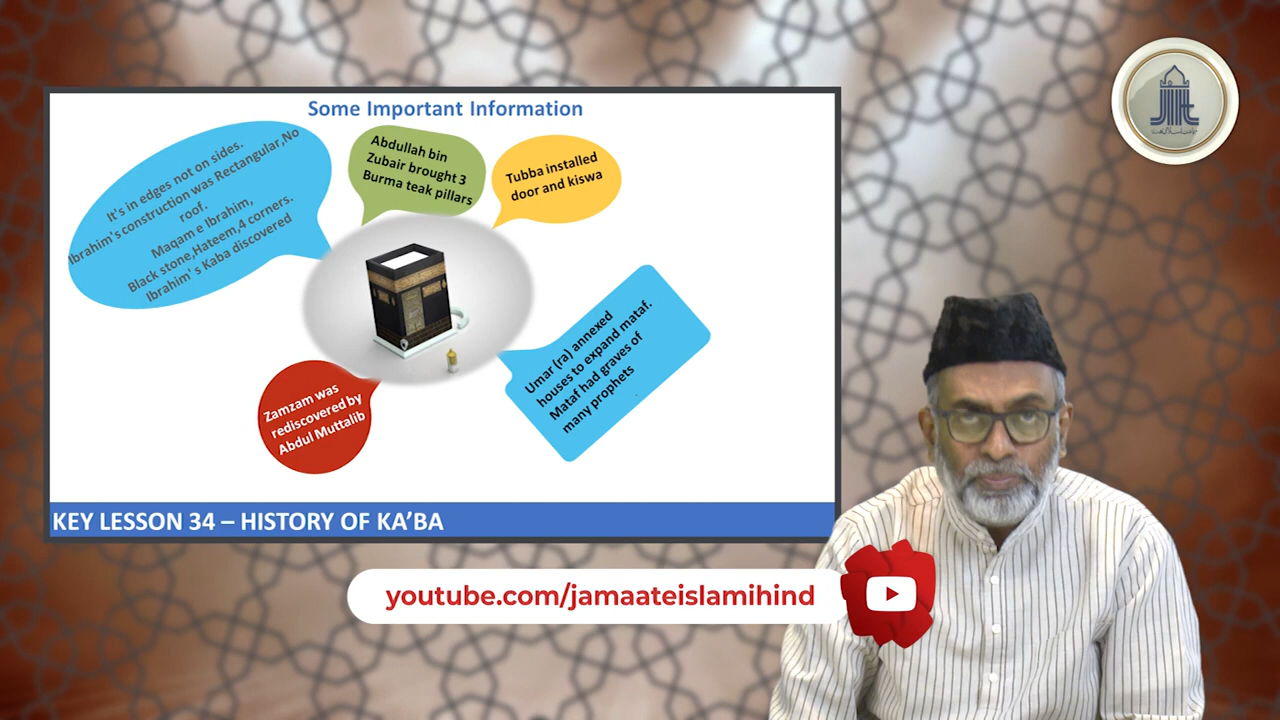 Some Important Information
It's in edges not on sides.
Ibrahim's construction was Rectangular,No
roof.
Maqam e Ibrahim,
Black stone,Hateem,4 corners.
Ibrahim' s Kaba discovered
Abdullah bin
Zubair brought 3
Burma teak pillars
Tubba installed
door and kiswa
Umar (ra) annexed
houses to expand mataf.
Mataf had graves of
many prophets
Zamzam was
rediscovered by
Abdul Muttalib
KEY LESSON 34 – HISTORY OF KA’BA
youtube.com/jamaateislamihind